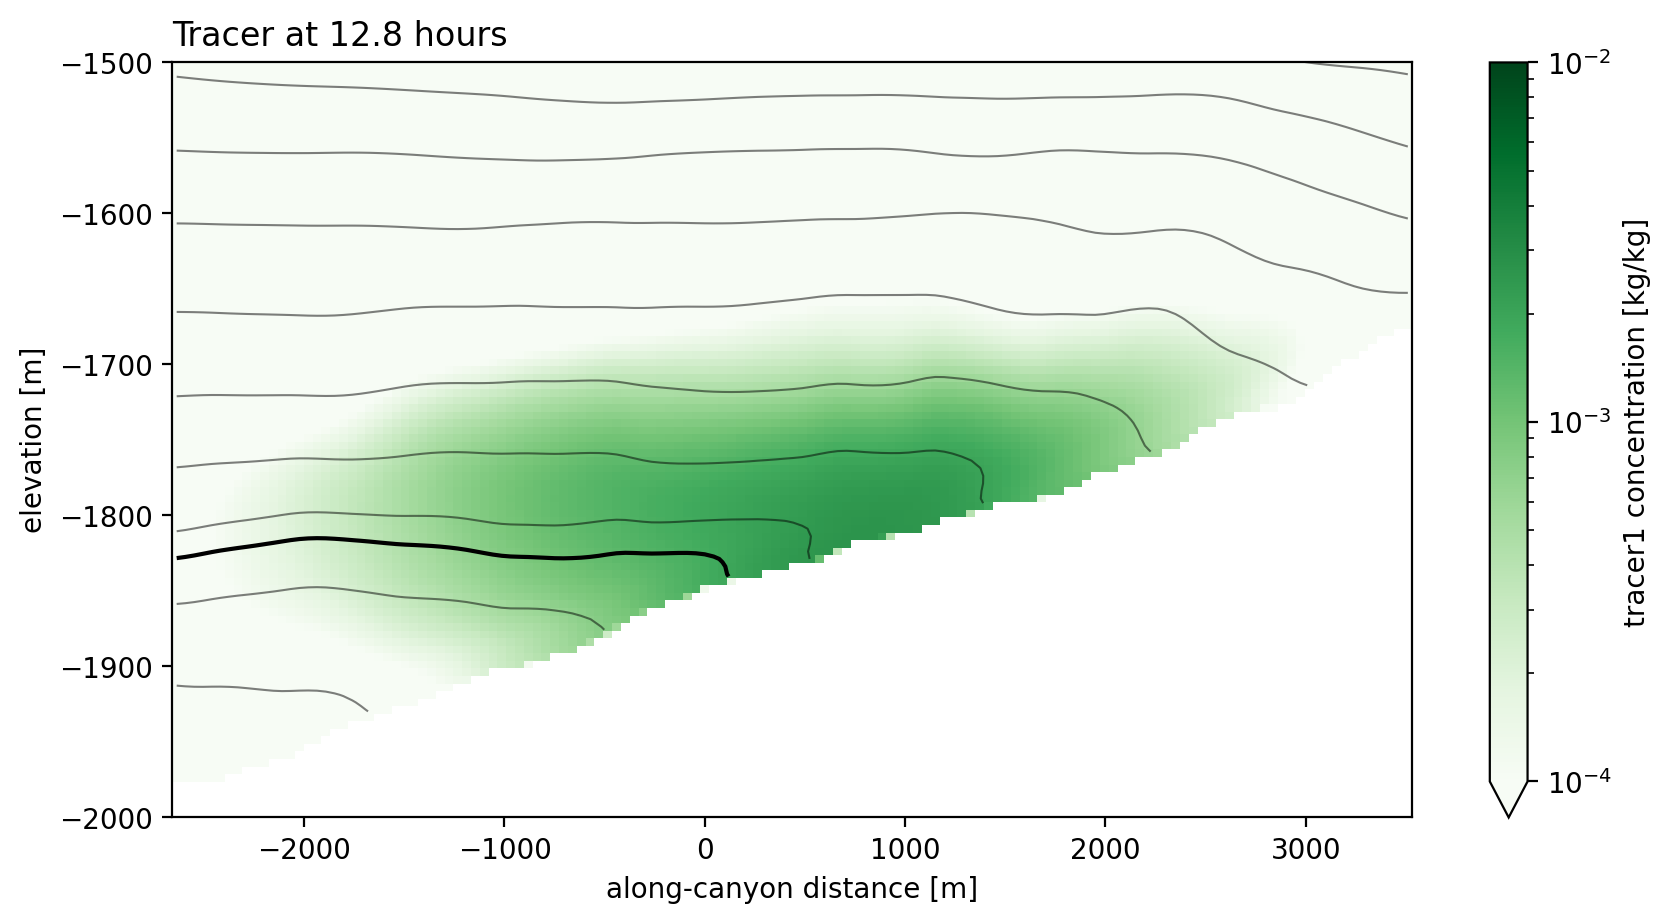 Tracer at 12.8 hours
−1500
−1600
−1700
−1800
−1900
−2000
elevation [m]
−2000 −1000 0 1000 2000 3000
along-canyon distance [m]
10⁻²
10⁻³
10⁻⁴
tracer1 concentration [kg/kg]